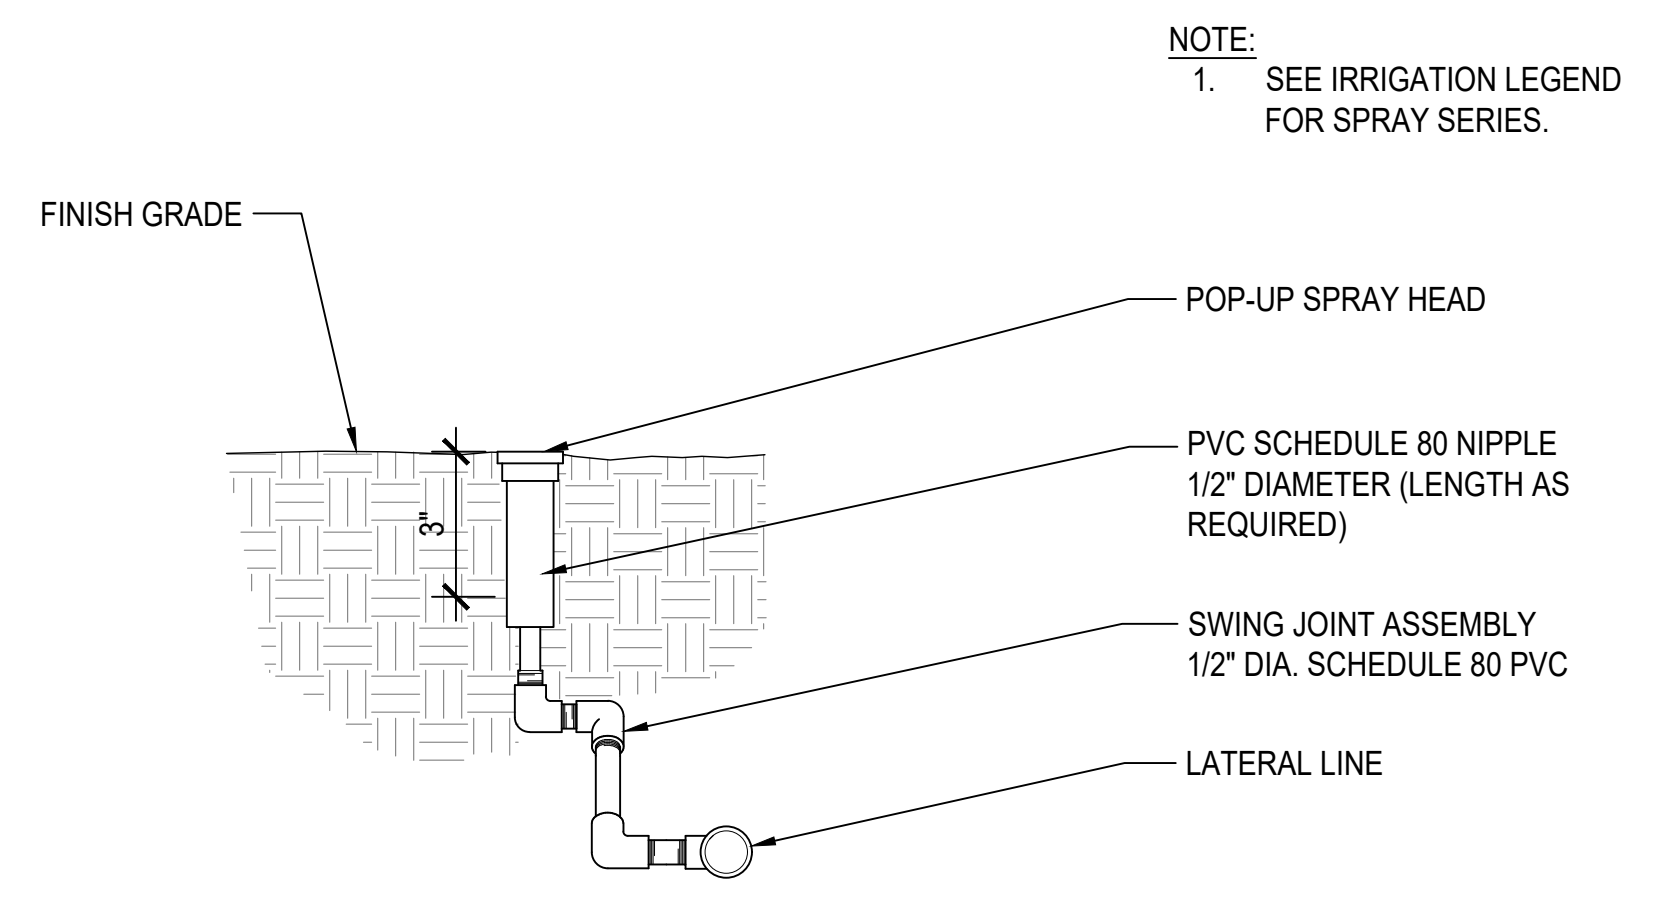 NOTE:
1. SEE IRRIGATION LEGEND
FOR SPRAY SERIES.
FINISH GRADE
POP-UP SPRAY HEAD
PVC SCHEDULE 80 NIPPLE
1/2" DIAMETER (LENGTH AS
REQUIRED)
3"
SWING JOINT ASSEMBLY
1/2" DIA. SCHEDULE 80 PVC
LATERAL LINE